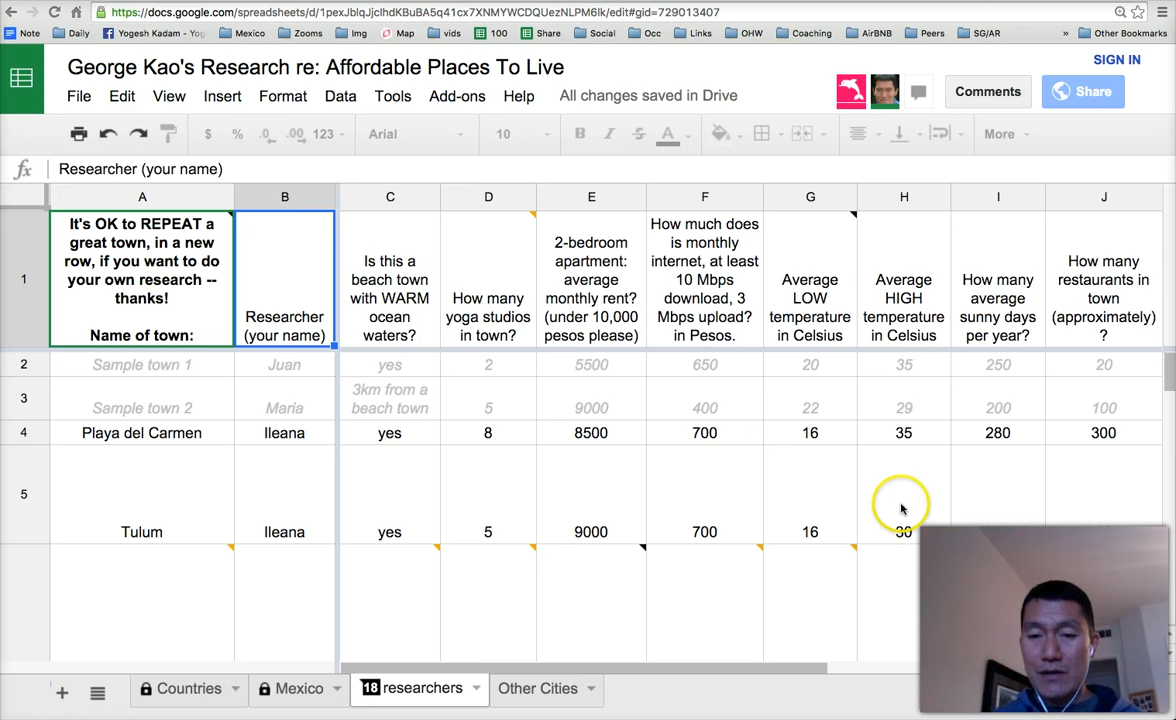 https://docs.google.com/spreadsheets/d/1pexJblqJjcIhdKBuBA5q41cx7XNMYWCDQUezNLPM6lk/edit#gid=729013407
Note Daily Yogesh Kadam - Yog Mexico Zooms Img Map vids 100 Share Social Occ Links OHW Coaching AirBNB Peers SG/AR » Other Bookmarks
SIGN IN
George Kao's Research re: Affordable Places To Live
File Edit View Insert Format Data Tools Add-ons Help All changes saved in Drive Comments Share
$ % .0 .00 123 Arial 10 B I S A More
fx Researcher (your name)
A B C D E F G H I J
1
It's OK to REPEAT a
great town, in a new
row, if you want to do
your own research --
thanks!
Name of town:
Researcher
(your name)
Is this a
beach town
with WARM
ocean
waters?
How many
yoga studios
in town?
2-bedroom
apartment:
average
monthly rent?
(under 10,000
pesos please)
How much does
is monthly
internet, at least
10 Mbps
download, 3
Mbps upload?
in Pesos.
Average
LOW
temperature
in Celsius
Average
HIGH
temperature
in Celsius
How many
average
sunny days
per year?
How many
restaurants in
town
(approximately)
?
2 Sample town 1 Juan yes 2 5500 650 20 35 250 20
3 Sample town 2 Maria 3km from a
beach town 5 9000 400 22 29 200 100
4 Playa del Carmen Ileana yes 8 8500 700 16 35 280 300
5 Tulum Ileana yes 5 9000 700 16 30
+ Countries Mexico 18 researchers Other Cities